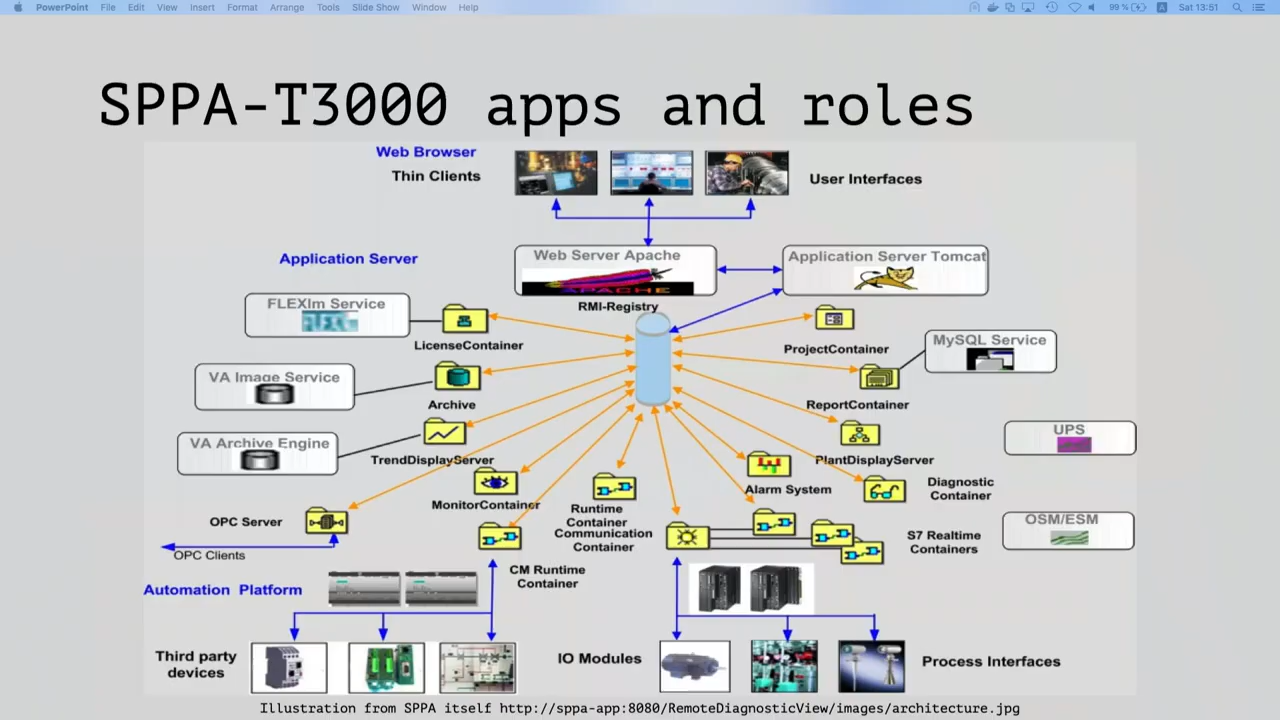 PowerPoint File Edit View Insert Format Arrange Tools Slide Show Window Help 99 % A Sat 13:51
SPPA-T3000 apps and roles
Web Browser
Thin Clients
User Interfaces
Application Server
Web Server Apache
APACHE
Application Server Tomcat
RMI-Registry
FLEXlm Service
LicenseContainer
ProjectContainer
MySQL Service
VA Image Service
Archive
ReportContainer
VA Archive Engine
TrendDisplayServer
PlantDisplayServer
UPS
MonitorContainer
Alarm System
Diagnostic
Container
OPC Server
Runtime
Container
Communication
Container
S7 Realtime
Containers
OSM/ESM
OPC Clients
CM Runtime
Container
Automation Platform
Third party
devices
IO Modules
Process Interfaces
Illustration from SPPA itself http://sppa-app:8080/RemoteDiagnosticView/images/architecture.jpg